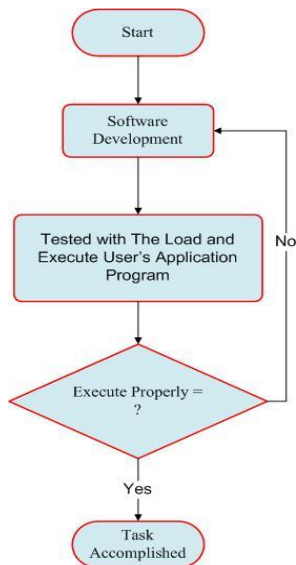 Start
Software
Development
Tested with The Load and
Execute User's Application
Program
No
Execute Properly =
?
Yes
Task
Accomplished